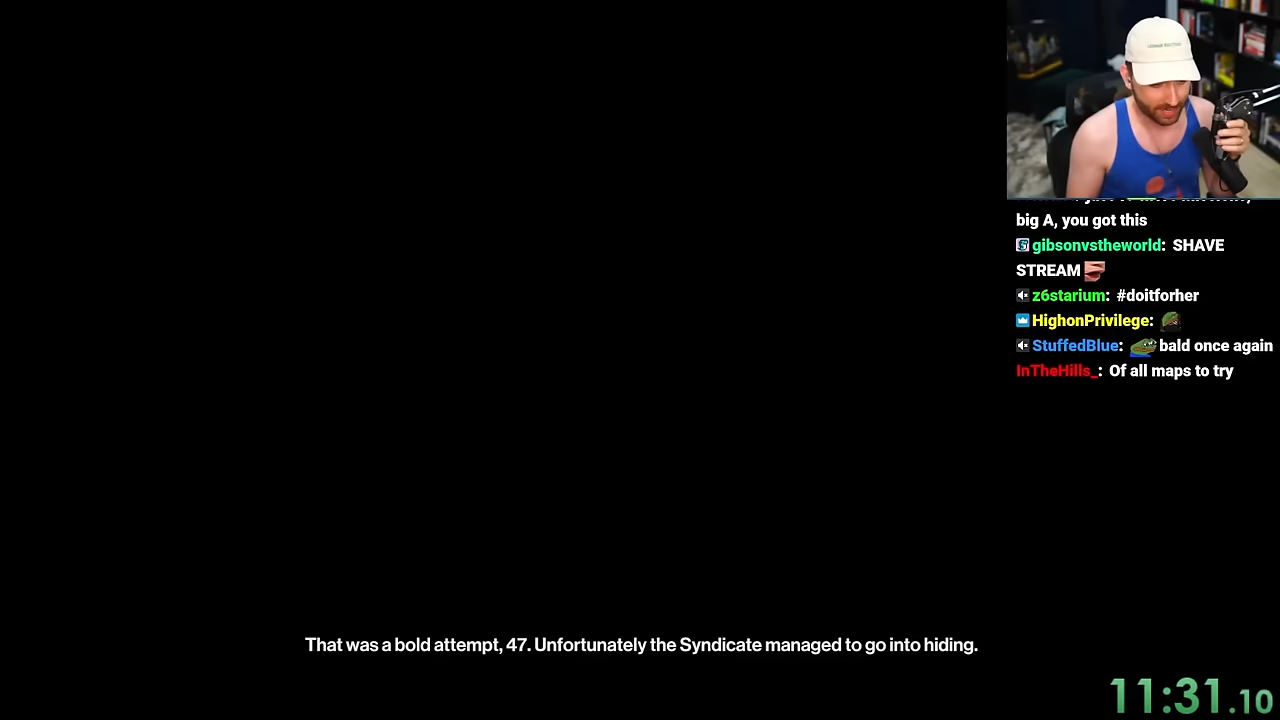 big A, you got this
gibsonvstheworld: SHAVE
STREAM
z6starium: #doitforher
HighonPrivilege:
StuffedBlue: bald once again
InTheHills_: Of all maps to try
That was a bold attempt, 47. Unfortunately the Syndicate managed to go into hiding.
11:31.10